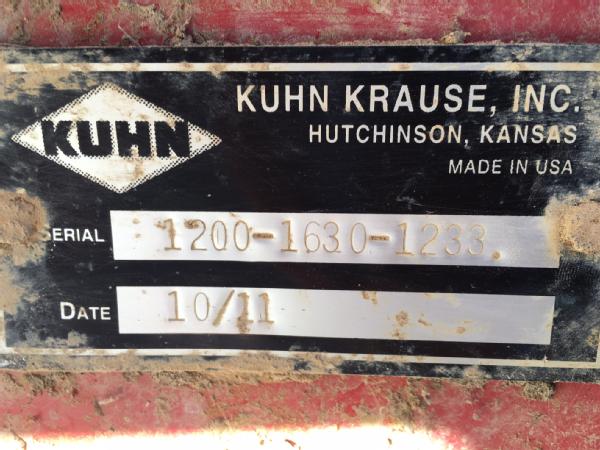 KUHN
KUHN KRAUSE, INC.
HUTCHINSON, KANSAS
MADE IN USA
SERIAL 1200-1630-1233.
DATE 10/11